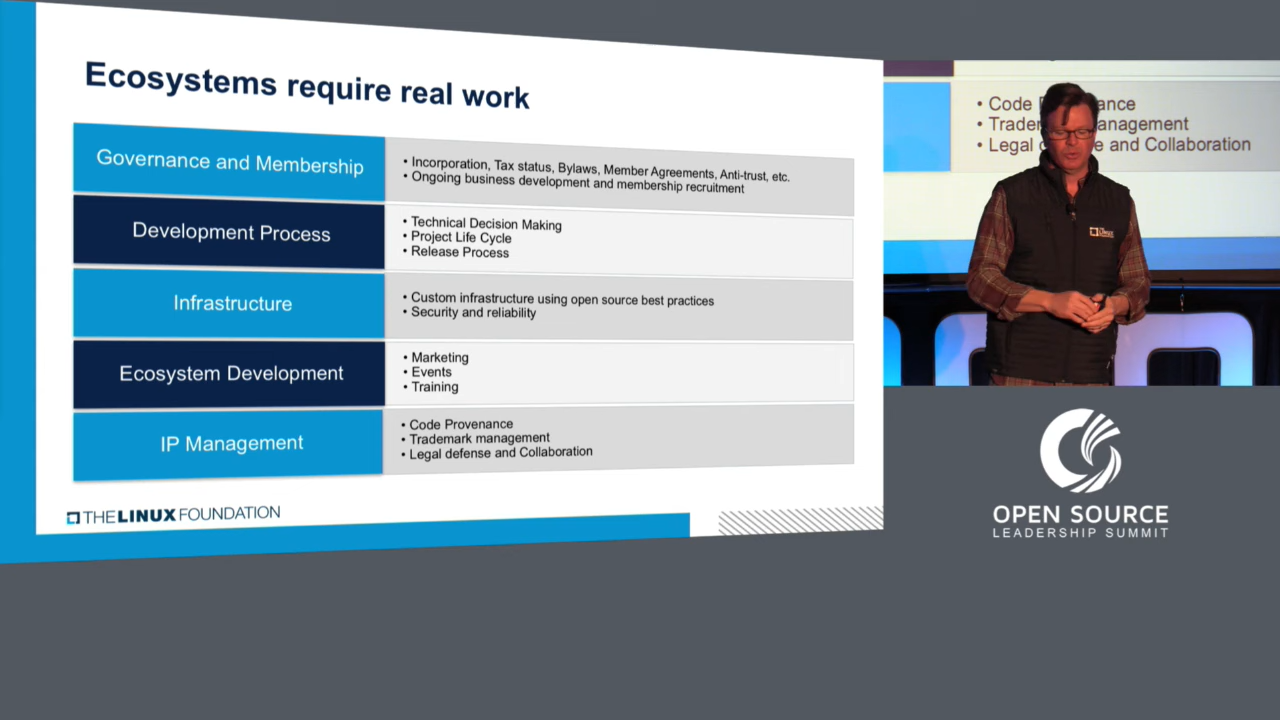 Ecosystems require real work
Governance and Membership
• Incorporation, Tax status, Bylaws, Member Agreements, Anti-trust, etc.
• Ongoing business development and membership recruitment
Development Process
• Technical Decision Making
• Project Life Cycle
• Release Process
Infrastructure
• Custom infrastructure using open source best practices
• Security and reliability
Ecosystem Development
• Marketing
• Events
• Training
IP Management
• Code Provenance
• Trademark management
• Legal defense and Collaboration
THE LINUX FOUNDATION
• Code P ance
• Trader anagement
• Legal e and Collaboration
OPEN SOURCE
LEADERSHIP SUMMIT